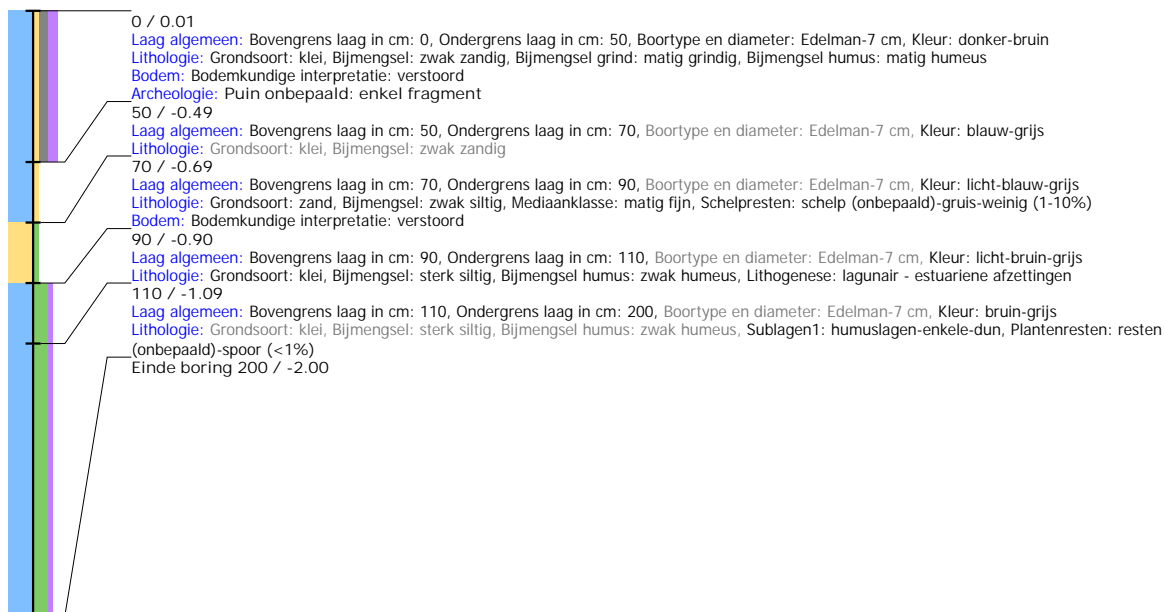 0 / 0.01
Laag algemeen: Bovengrens laag in cm: 0, Ondergrens laag in cm: 50, Boortype en diameter: Edelman-7 cm, Kleur: donker-bruin
Lithologie: Grondsoort: klei, Bijmengsel: zwak zandig, Bijmengsel grind: matig grindig, Bijmengsel humus: matig humeus
Bodem: Bodemkundige interpretatie: verstoord
Archeologie: Puin onbepaald: enkel fragment
50 / -0.49
Laag algemeen: Bovengrens laag in cm: 50, Ondergrens laag in cm: 70, Boortype en diameter: Edelman-7 cm, Kleur: blauw-grijs
Lithologie: Grondsoort: klei, Bijmengsel: zwak zandig
70 / -0.69
Laag algemeen: Bovengrens laag in cm: 70, Ondergrens laag in cm: 90, Boortype en diameter: Edelman-7 cm, Kleur: licht-blauw-grijs
Lithologie: Grondsoort: zand, Bijmengsel: zwak siltig, Mediaanklasse: matig fijn, Schelpresten: schelp (onbepaald)-gruis-weinig (1-10%)
Bodem: Bodemkundige interpretatie: verstoord
90 / -0.90
Laag algemeen: Bovengrens laag in cm: 90, Ondergrens laag in cm: 110, Boortype en diameter: Edelman-7 cm, Kleur: licht-bruin-grijs
Lithologie: Grondsoort: klei, Bijmengsel: sterk siltig, Bijmengsel humus: zwak humeus, Lithogenese: lagunair - estuariene afzettingen
110 / -1.09
Laag algemeen: Bovengrens laag in cm: 110, Ondergrens laag in cm: 200, Boortype en diameter: Edelman-7 cm, Kleur: bruin-grijs
Lithologie: Grondsoort: klei, Bijmengsel: sterk siltig, Bijmengsel humus: zwak humeus, Sublagen1: humuslagen-enkele-dun, Plantenresten: resten
(onbepaald)-spoor (<1%)
Einde boring 200 / -2.00